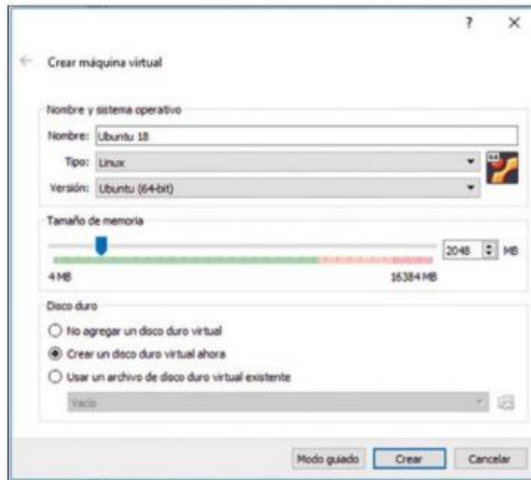 ?
Crear máquina virtual
Nombre y sistema operativo
Nombre: Ubuntu 18
Tipo: Linux
Versión: Ubuntu (64-bit)
Tamaño de memoria
2048 MB
4 MB 16384 MB
Disco duro
No agregar un disco duro virtual
Crear un disco duro virtual ahora
Usar un archivo de disco duro virtual existente
Vacío
Modo guiado Crear Cancelar